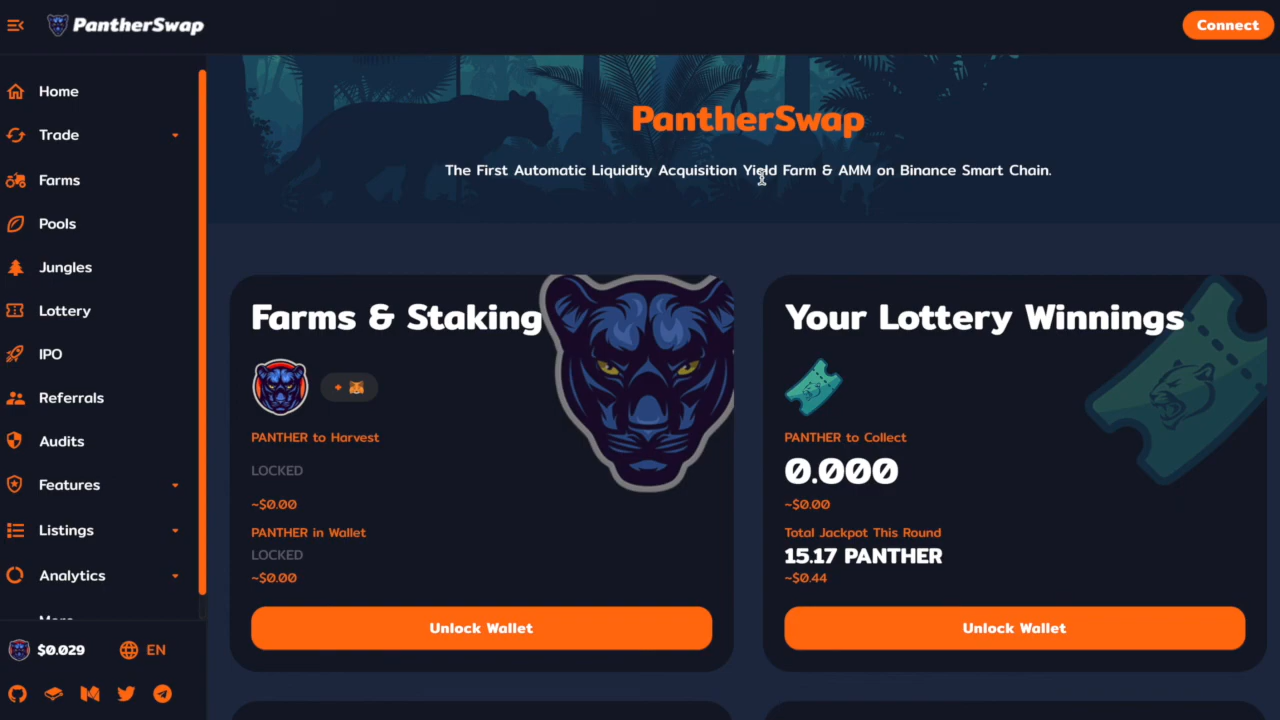 PantherSwap
Connect
Home
Trade
Farms
Pools
Jungles
Lottery
IPO
Referrals
Audits
Features
Listings
Analytics
More
$0.029
EN
PantherSwap
The First Automatic Liquidity Acquisition Yield Farm & AMM on Binance Smart Chain.
Farms & Staking
PANTHER to Harvest
LOCKED
~$0.00
PANTHER in Wallet
LOCKED
~$0.00
Unlock Wallet
Your Lottery Winnings
PANTHER to Collect
0.000
~$0.00
Total Jackpot This Round
15.17 PANTHER
~$0.44
Unlock Wallet